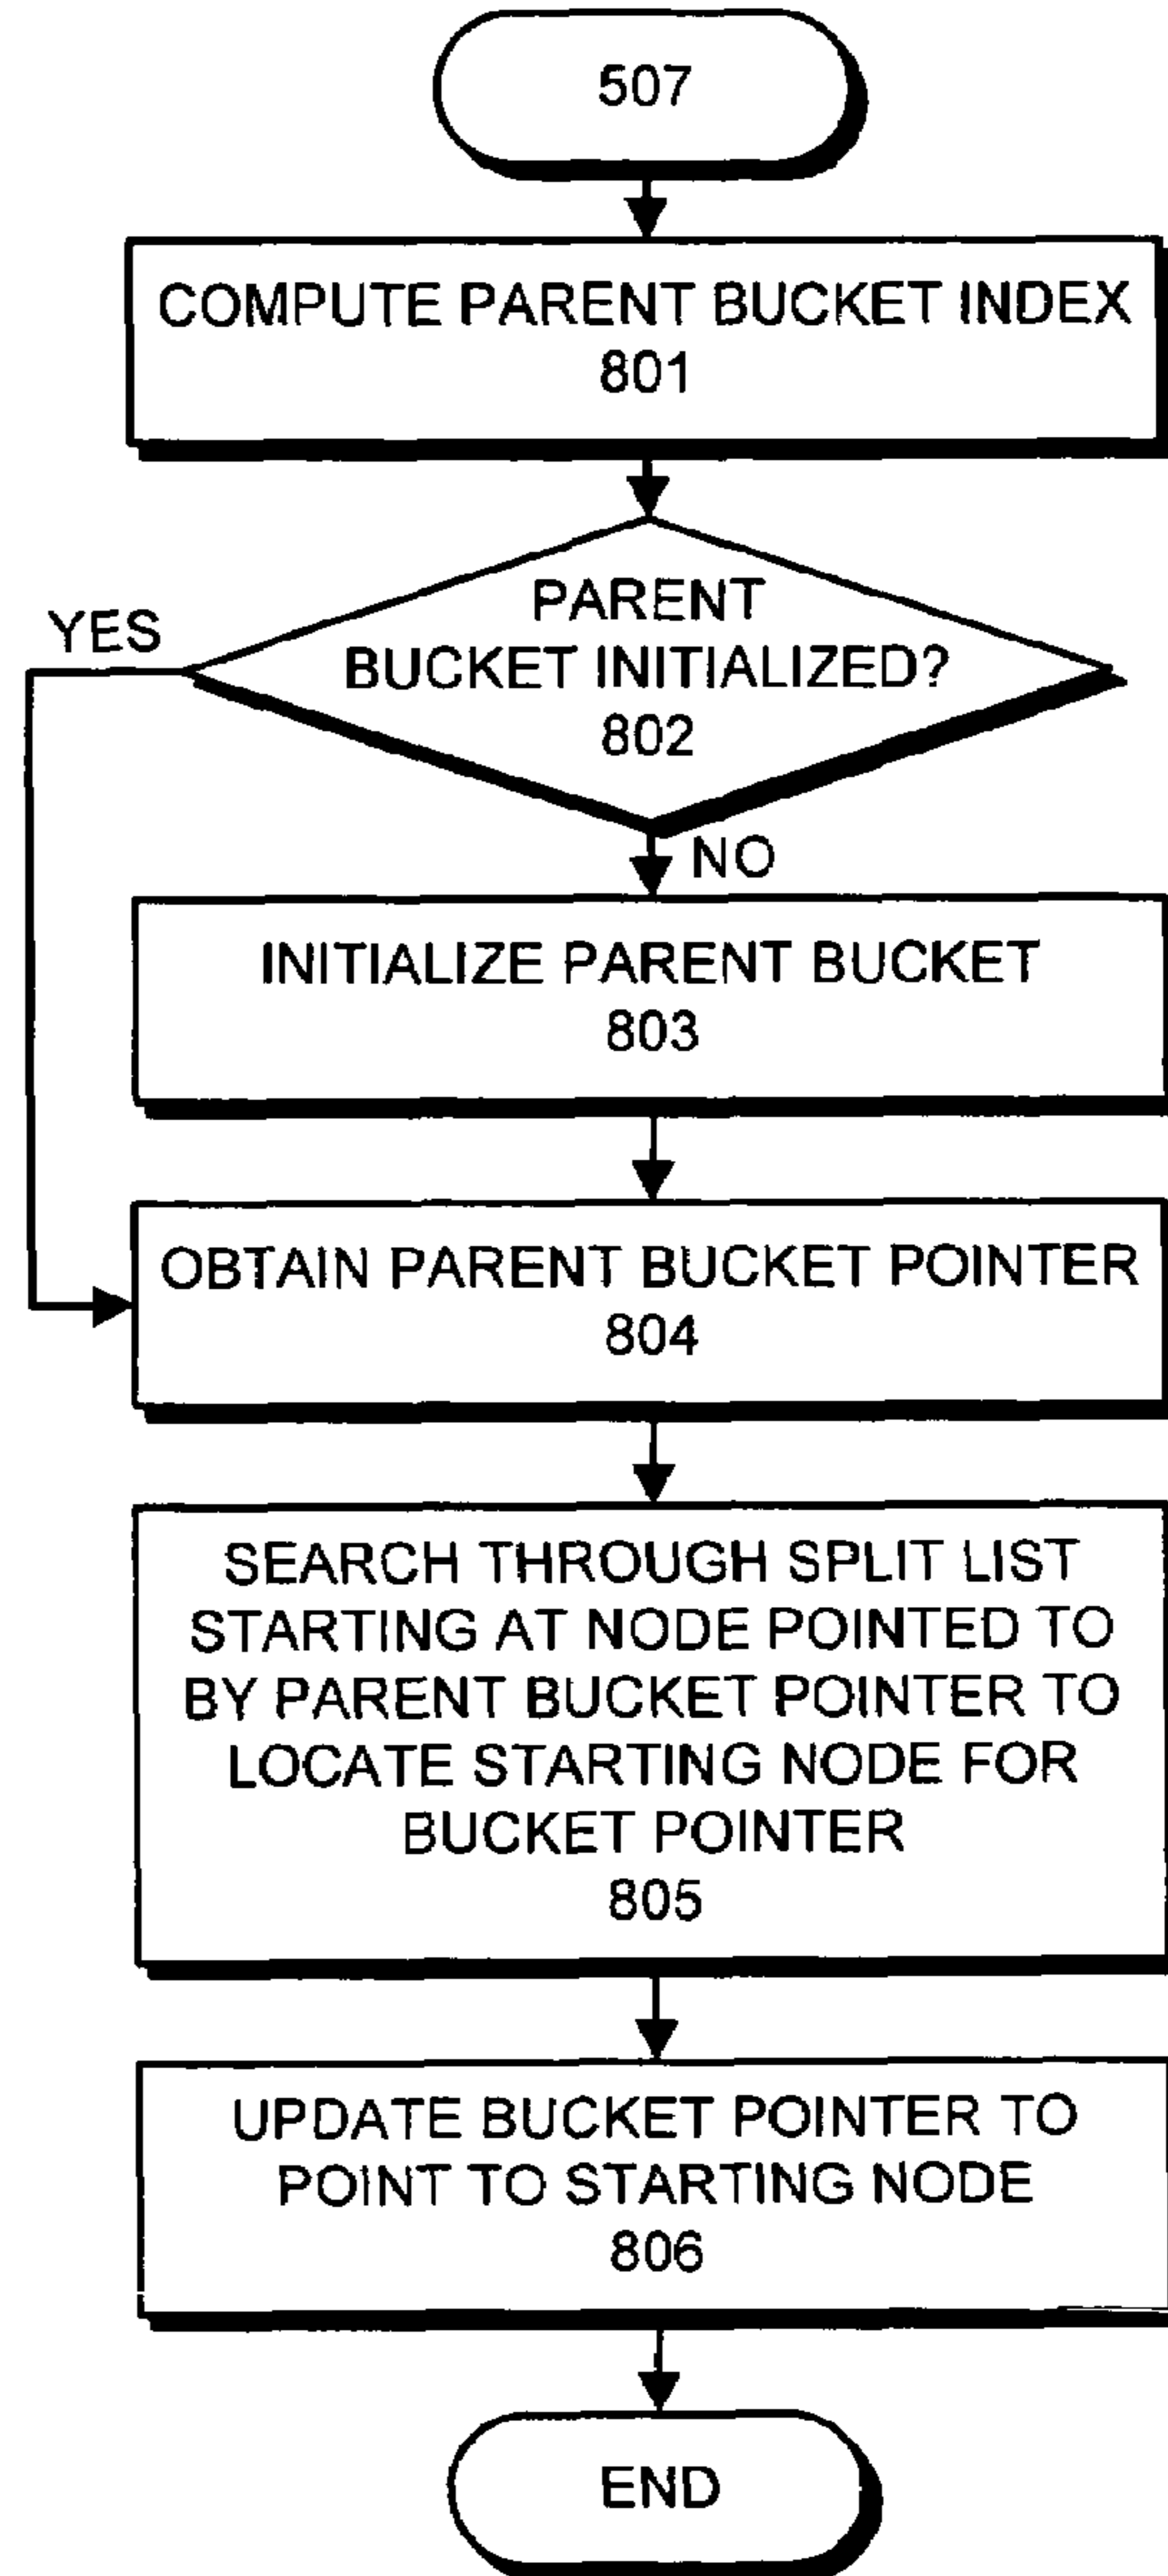 507
COMPUTE PARENT BUCKET INDEX
801
PARENT
BUCKET INITIALIZED?
802
YES
NO
INITIALIZE PARENT BUCKET
803
OBTAIN PARENT BUCKET POINTER
804
SEARCH THROUGH SPLIT LIST
STARTING AT NODE POINTED TO
BY PARENT BUCKET POINTER TO
LOCATE STARTING NODE FOR
BUCKET POINTER
805
UPDATE BUCKET POINTER TO
POINT TO STARTING NODE
806
END